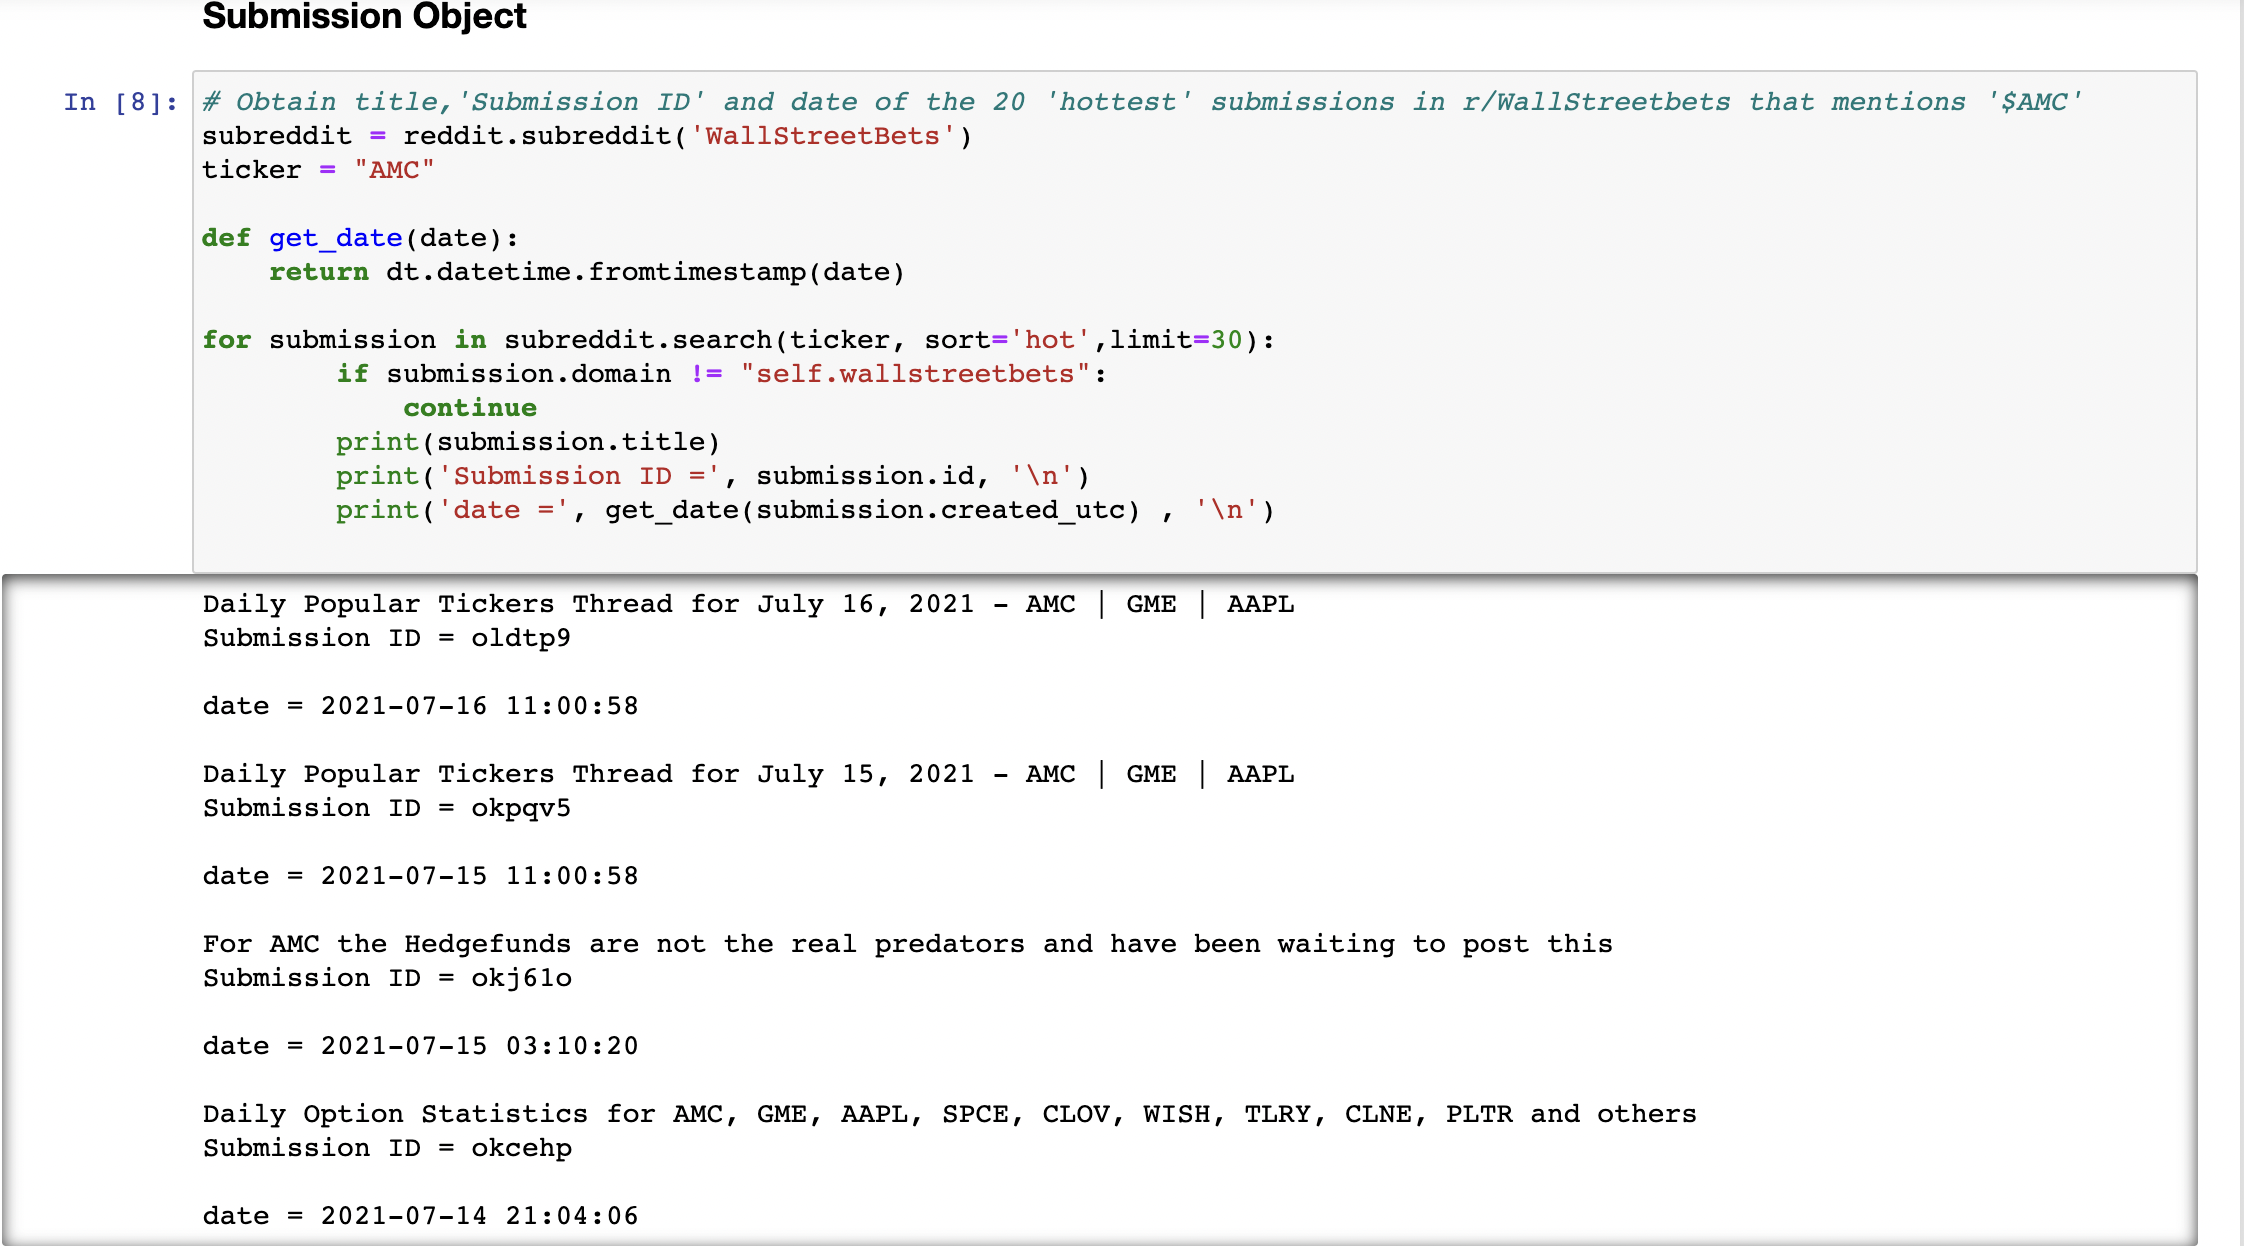 Submission Object
In [8]:
# Obtain title,'Submission ID' and date of the 20 'hottest' submissions in r/WallStreetbets that mentions '$AMC'
subreddit = reddit.subreddit('WallStreetBets')
ticker = "AMC"
def get_date(date):
    return dt.datetime.fromtimestamp(date)
for submission in subreddit.search(ticker, sort='hot',limit=30):
        if submission.domain != "self.wallstreetbets":
            continue
        print(submission.title)
        print('Submission ID =', submission.id, '\n')
        print('date =', get_date(submission.created_utc) , '\n')
Daily Popular Tickers Thread for July 16, 2021 - AMC | GME | AAPL
Submission ID = oldtp9
date = 2021-07-16 11:00:58
Daily Popular Tickers Thread for July 15, 2021 - AMC | GME | AAPL
Submission ID = okpqv5
date = 2021-07-15 11:00:58
For AMC the Hedgefunds are not the real predators and have been waiting to post this
Submission ID = okj61o
date = 2021-07-15 03:10:20
Daily Option Statistics for AMC, GME, AAPL, SPCE, CLOV, WISH, TLRY, CLNE, PLTR and others
Submission ID = okcehp
date = 2021-07-14 21:04:06